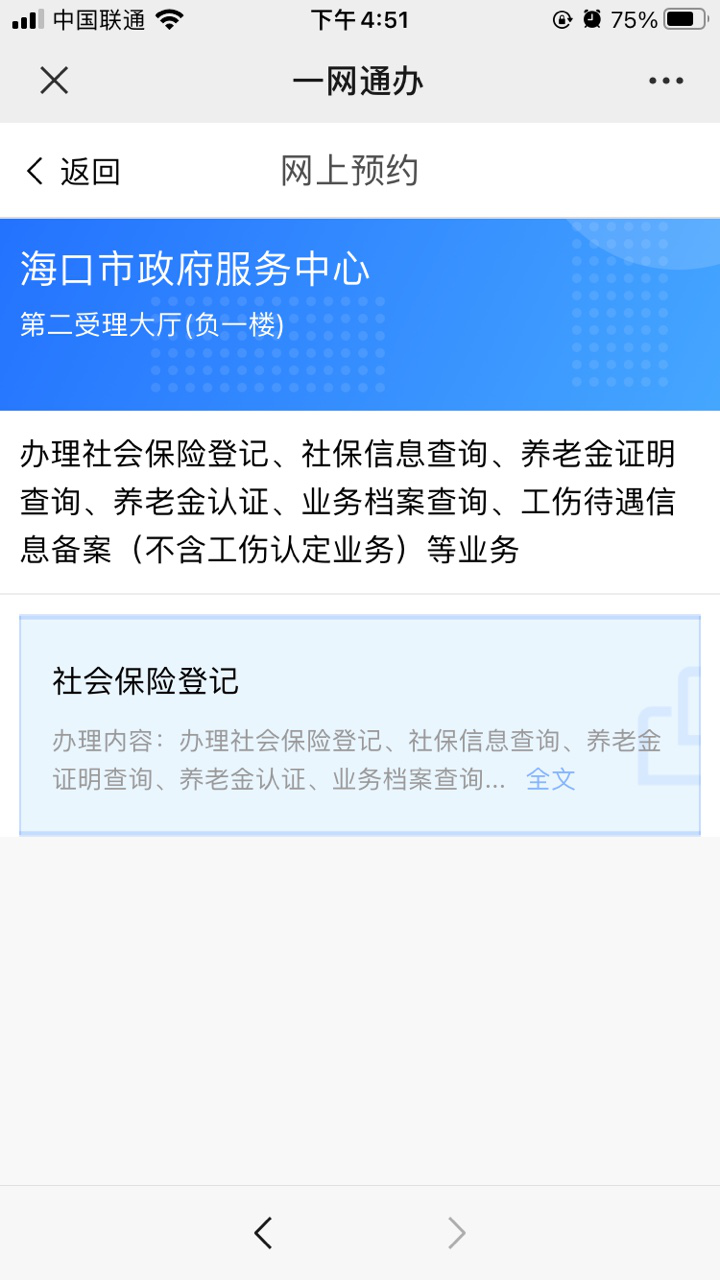 中国联通
下午4:51
75%
一网通办
返回
网上预约
海口市政府服务中心
第二受理大厅(负一楼)
办理社会保险登记、社保信息查询、养老金证明
查询、养老金认证、业务档案查询、工伤待遇信
息备案（不含工伤认定业务）等业务
社会保险登记
办理内容：办理社会保险登记、社保信息查询、养老金
证明查询、养老金认证、业务档案查询... 全文